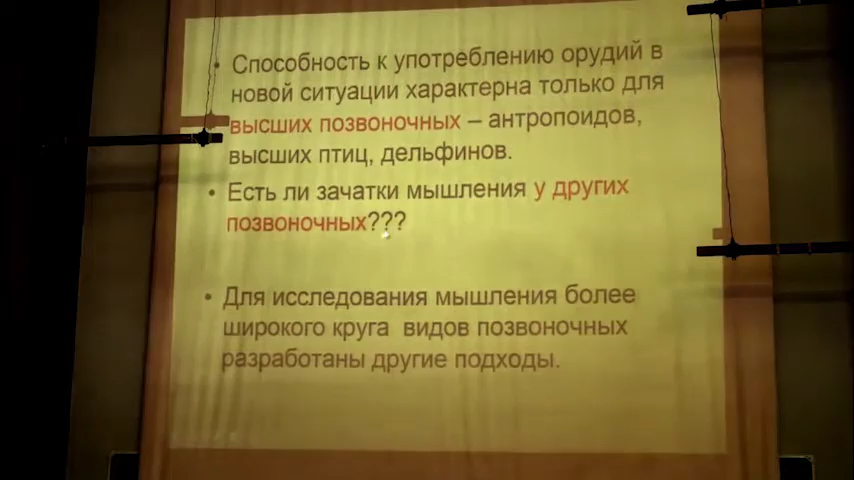 • Способность к употреблению орудий в
новой ситуации характерна только для
высших позвоночных – антропоидов,
высших птиц, дельфинов.
• Есть ли зачатки мышления у других
позвоночных???
• Для исследования мышления более
широкого круга видов позвоночных
разработаны другие подходы.